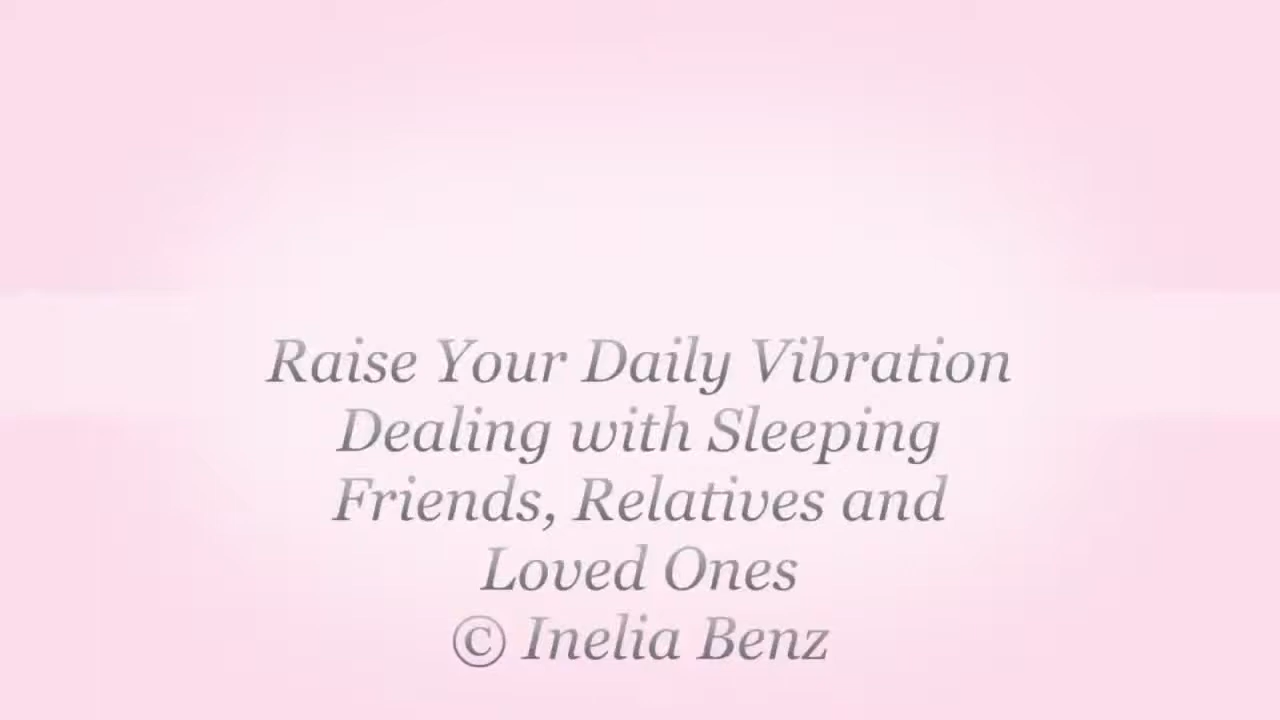 Raise Your Daily Vibration
Dealing with Sleeping
Friends, Relatives and
Loved Ones
© Inelia Benz